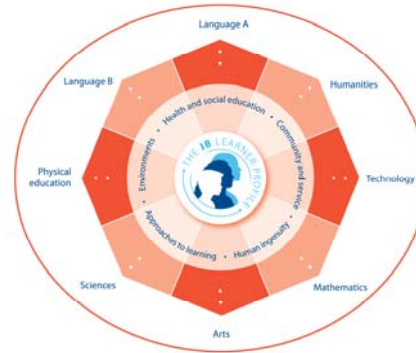 Language A
Humanities
Technology
Mathematics
Arts
Sciences
Physical
education
Language B
Health and social education
Community and service
Human ingenuity
Approaches to learning
Environments
THE IB LEARNER PROFILE